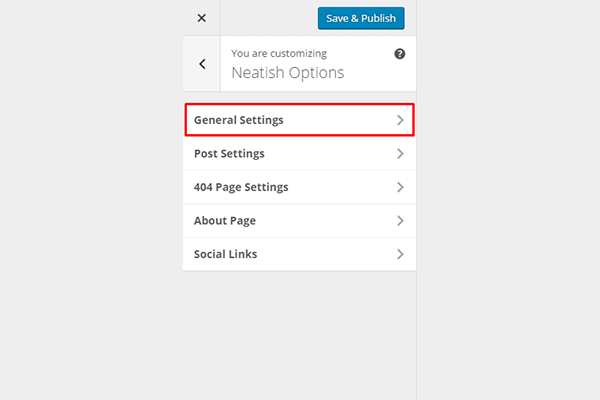 Save & Publish
You are customizing
Neatish Options
General Settings
Post Settings
404 Page Settings
About Page
Social Links